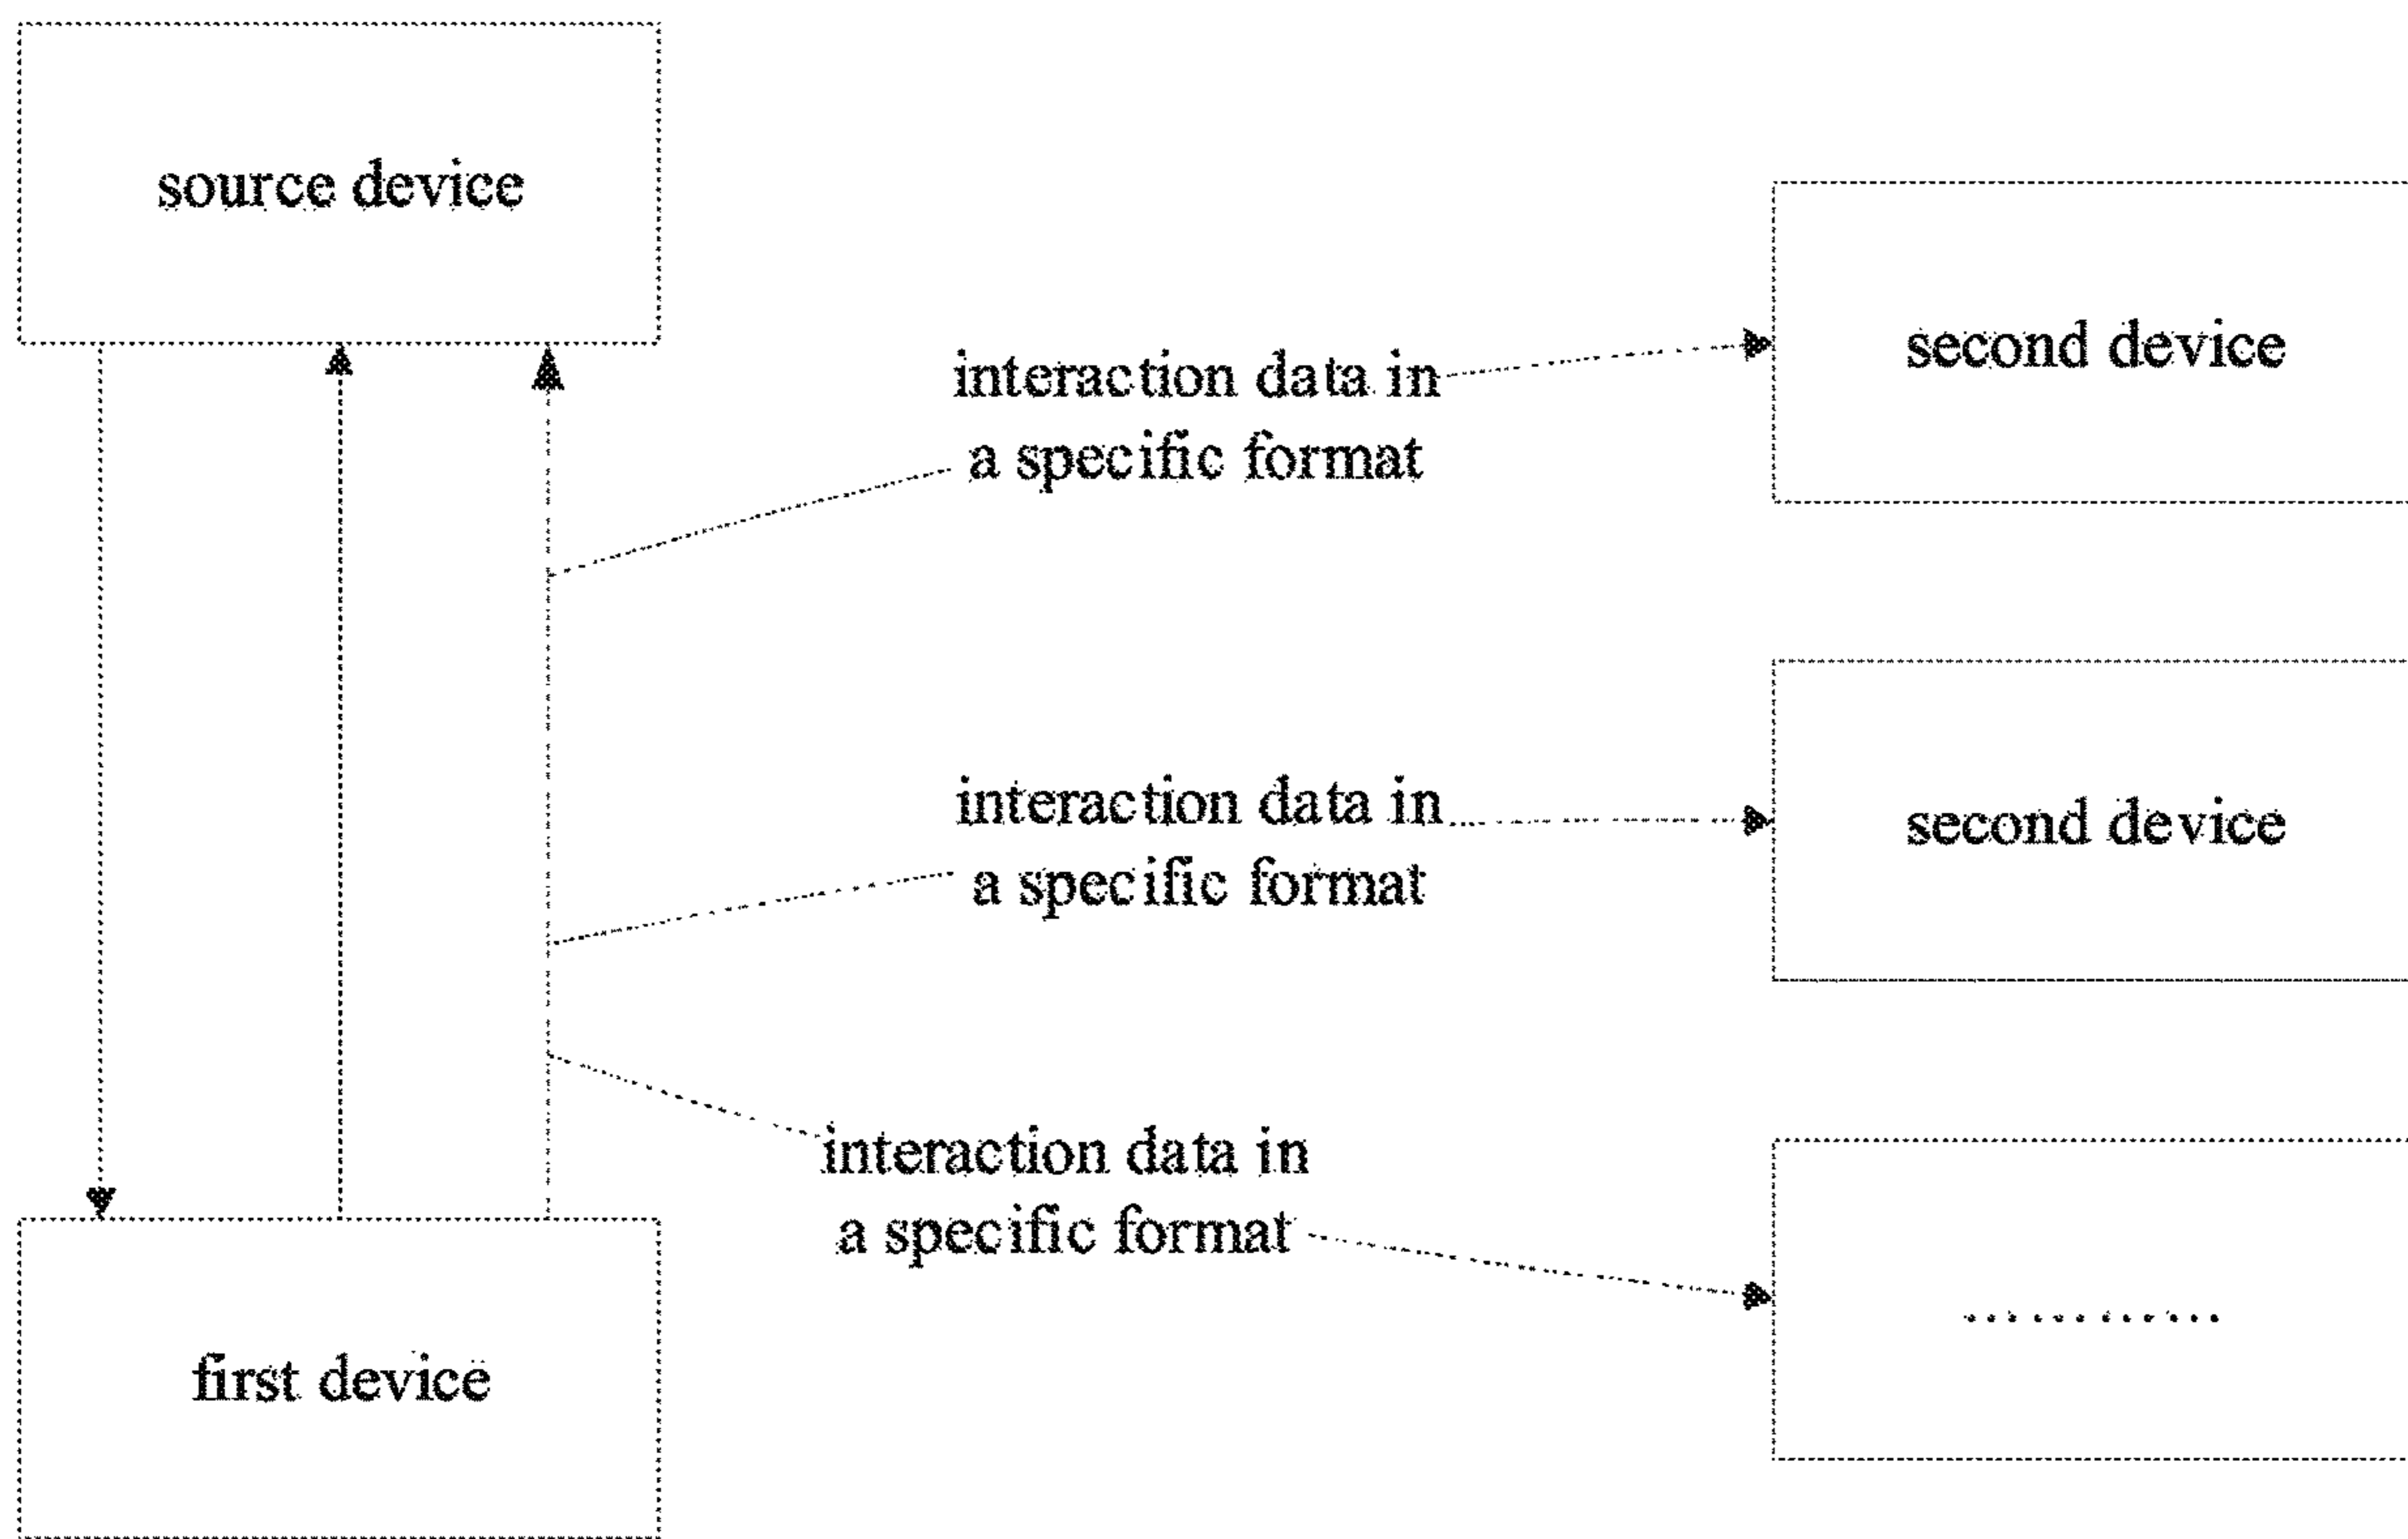 source device
interaction data in
a specific format
second device
interaction data in
a specific format
second device
interaction data in
a specific format
............
first device